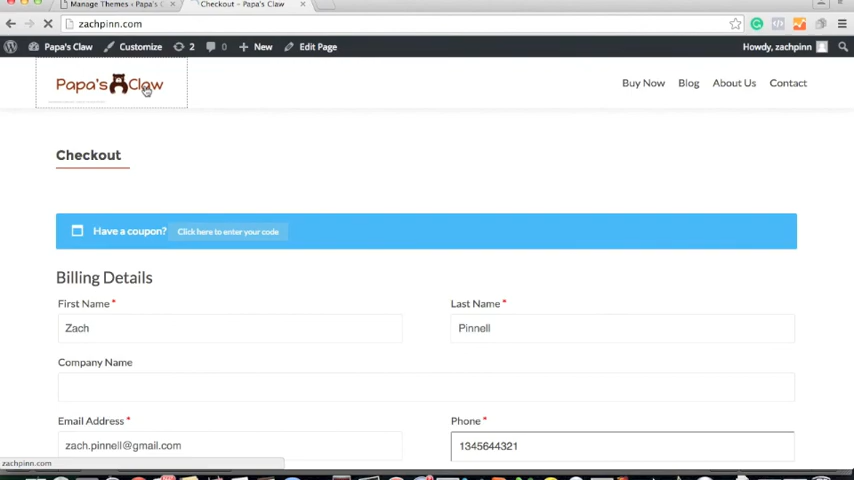 Manage Themes ‹ Papa's C
Checkout – Papa's Claw
zachpinn.com
Papa's Claw
Customize
2
0
New
Edit Page
Howdy, zachpinn
Papa's Claw
Buy Now
Blog
About Us
Contact
Checkout
Have a coupon? Click here to enter your code
Billing Details
First Name *
Last Name *
Zach
Pinnell
Company Name
Email Address *
Phone *
zach.pinnell@gmail.com
1345644321
zachpinn.com